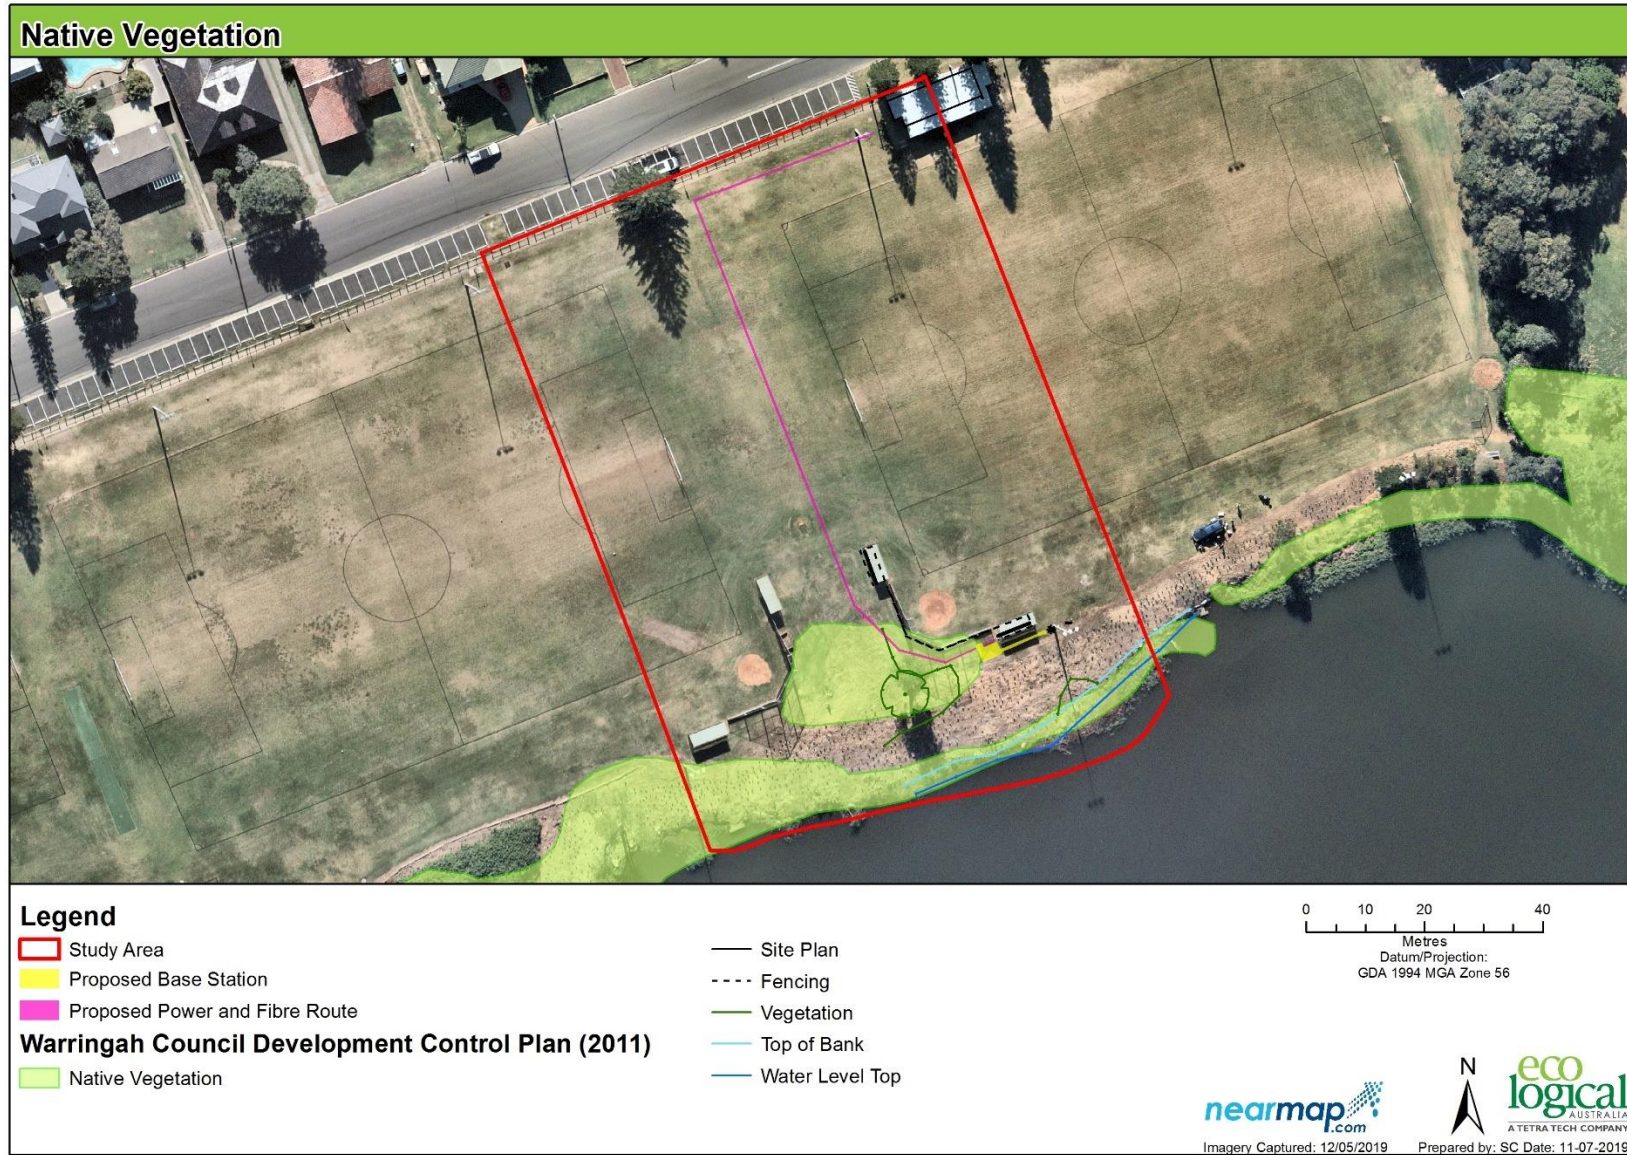 Native Vegetation
Legend
Study Area
Proposed Base Station
Proposed Power and Fibre Route
Warringah Council Development Control Plan (2011)
Native Vegetation
Site Plan
Fencing
Vegetation
Top of Bank
Water Level Top
0 10 20 40
Metres
Datum/Projection:
GDA 1994 MGA Zone 56
nearmap
.com
Imagery Captured: 12/05/2019
N
eco
logical
AUSTRALIA
A TETRA TECH COMPANY
Prepared by: SC Date: 11-07-2019